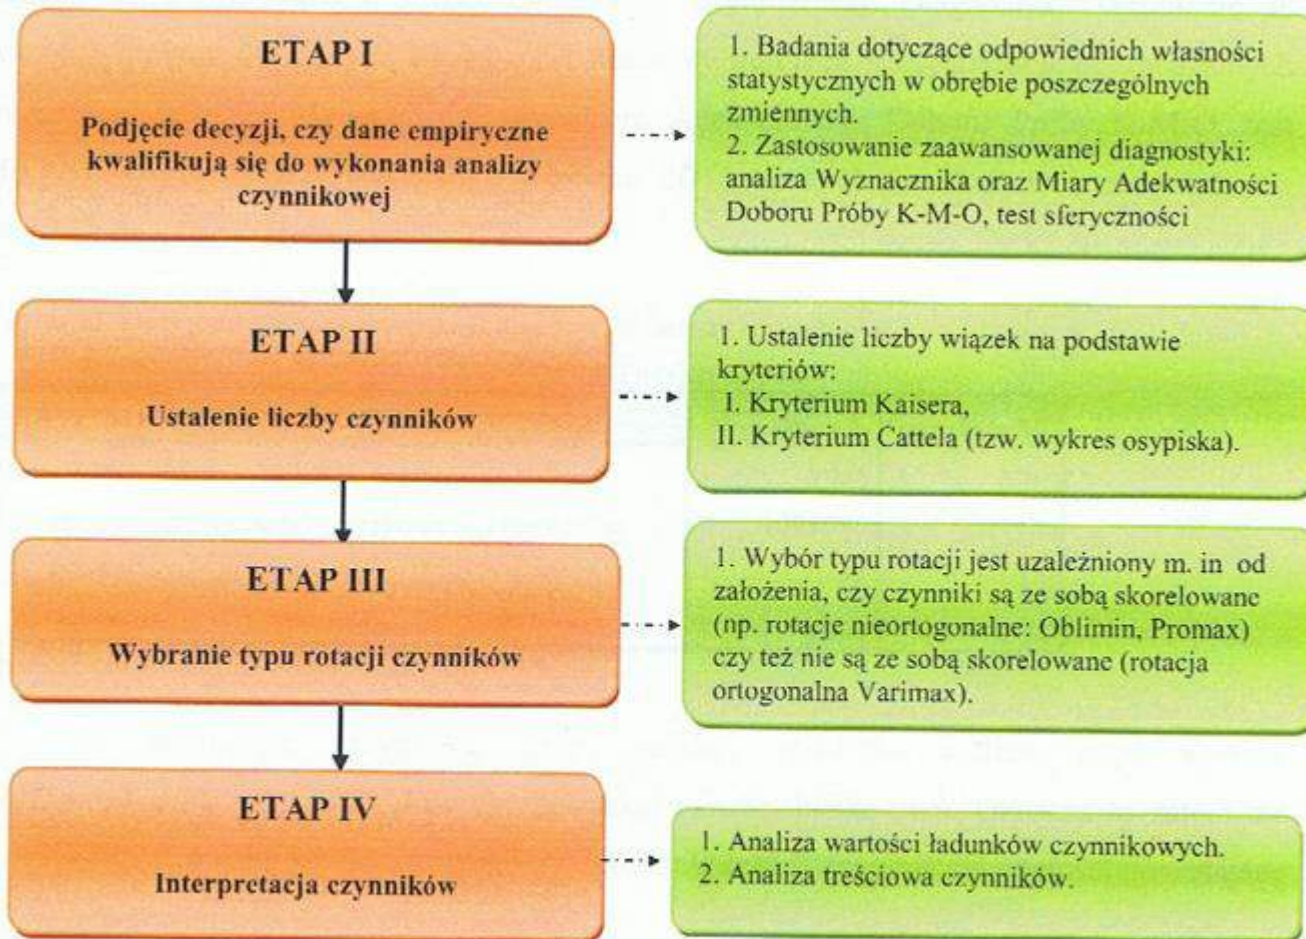 ETAP I
Podjęcie decyzji, czy dane empiryczne
kwalifikują się do wykonania analizy
czynnikowej
1. Badania dotyczące odpowiednich własności
statystycznych w obrębie poszczególnych
zmiennych.
2. Zastosowanie zaawansowanej diagnostyki:
analiza Wyznacznika oraz Miary Adekwatności
Doboru Próby K-M-O, test sferyczności
ETAP II
Ustalenie liczby czynników
1. Ustalenie liczby wiązek na podstawie
kryteriów:
I. Kryterium Kaisera,
II. Kryterium Cattela (tzw. wykres osypiska).
ETAP III
Wybranie typu rotacji czynników
1. Wybór typu rotacji jest uzależniony m. in od
założenia, czy czynniki są ze sobą skorelowane
(np. rotacje nieortogonalne: Oblimin, Promax)
czy też nie są ze sobą skorelowane (rotacja
ortogonalna Varimax).
ETAP IV
Interpretacja czynników
1. Analiza wartości ładunków czynnikowych.
2. Analiza treściowa czynników.